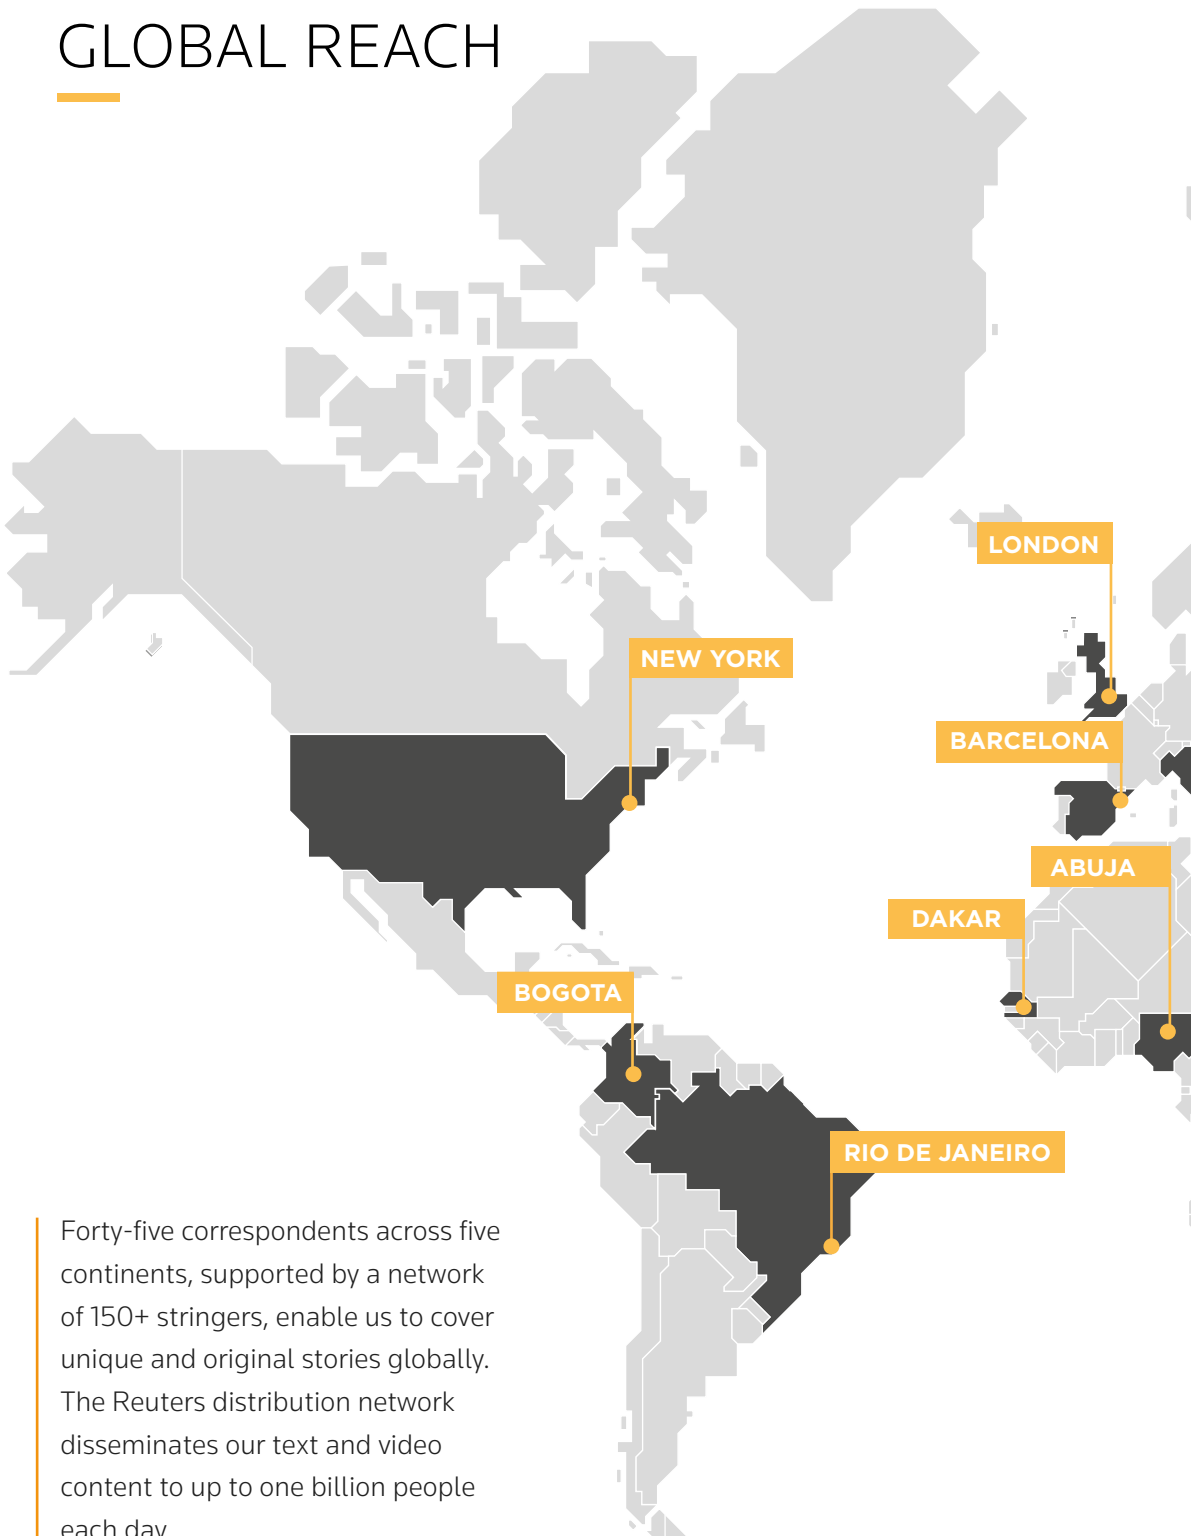 GLOBAL REACH
LONDON
NEW YORK
BARCELONA
ABUJA
DAKAR
BOGOTA
RIO DE JANEIRO
Forty-five correspondents across five
continents, supported by a network
of 150+ stringers, enable us to cover
unique and original stories globally.
The Reuters distribution network
disseminates our text and video
content to up to one billion people
each day